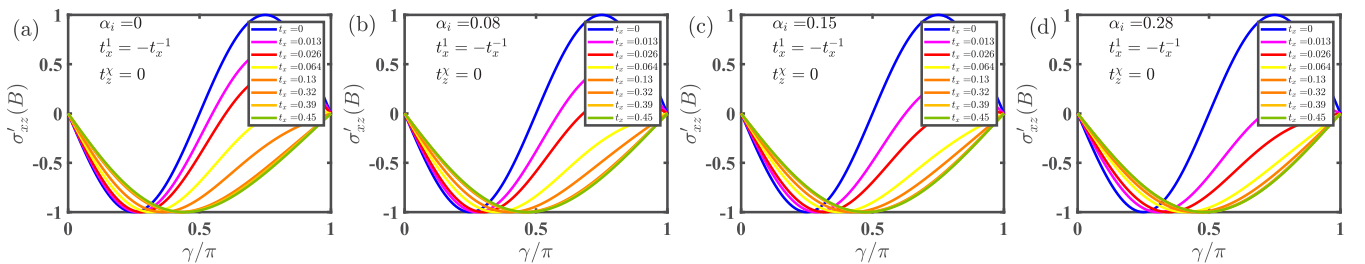 (a)
α_i =0
t_x^1 = −t_x^{-1}
t_z^χ = 0
t_x =0
t_x =0.013
t_x =0.026
t_x =0.064
t_x =0.13
t_x =0.32
t_x =0.39
t_x =0.45
σ'_{xz}(B)
1
0.5
0
-0.5
-1
0
0.5
1
γ/π
(b)
α_i =0.08
t_x^1 = −t_x^{-1}
t_z^χ = 0
t_x =0
t_x =0.013
t_x =0.026
t_x =0.064
t_x =0.13
t_x =0.32
t_x =0.39
t_x =0.45
σ'_{xz}(B)
1
0.5
0
-0.5
-1
0
0.5
1
γ/π
(c)
α_i =0.15
t_x^1 = −t_x^{-1}
t_z^χ = 0
t_x =0
t_x =0.013
t_x =0.026
t_x =0.064
t_x =0.13
t_x =0.32
t_x =0.39
t_x =0.45
σ'_{xz}(B)
1
0.5
0
-0.5
-1
0
0.5
1
γ/π
(d)
α_i =0.28
t_x^1 = −t_x^{-1}
t_z^χ = 0
t_x =0
t_x =0.013
t_x =0.026
t_x =0.064
t_x =0.13
t_x =0.32
t_x =0.39
t_x =0.45
σ'_{xz}(B)
1
0.5
0
-0.5
-1
0
0.5
1
γ/π